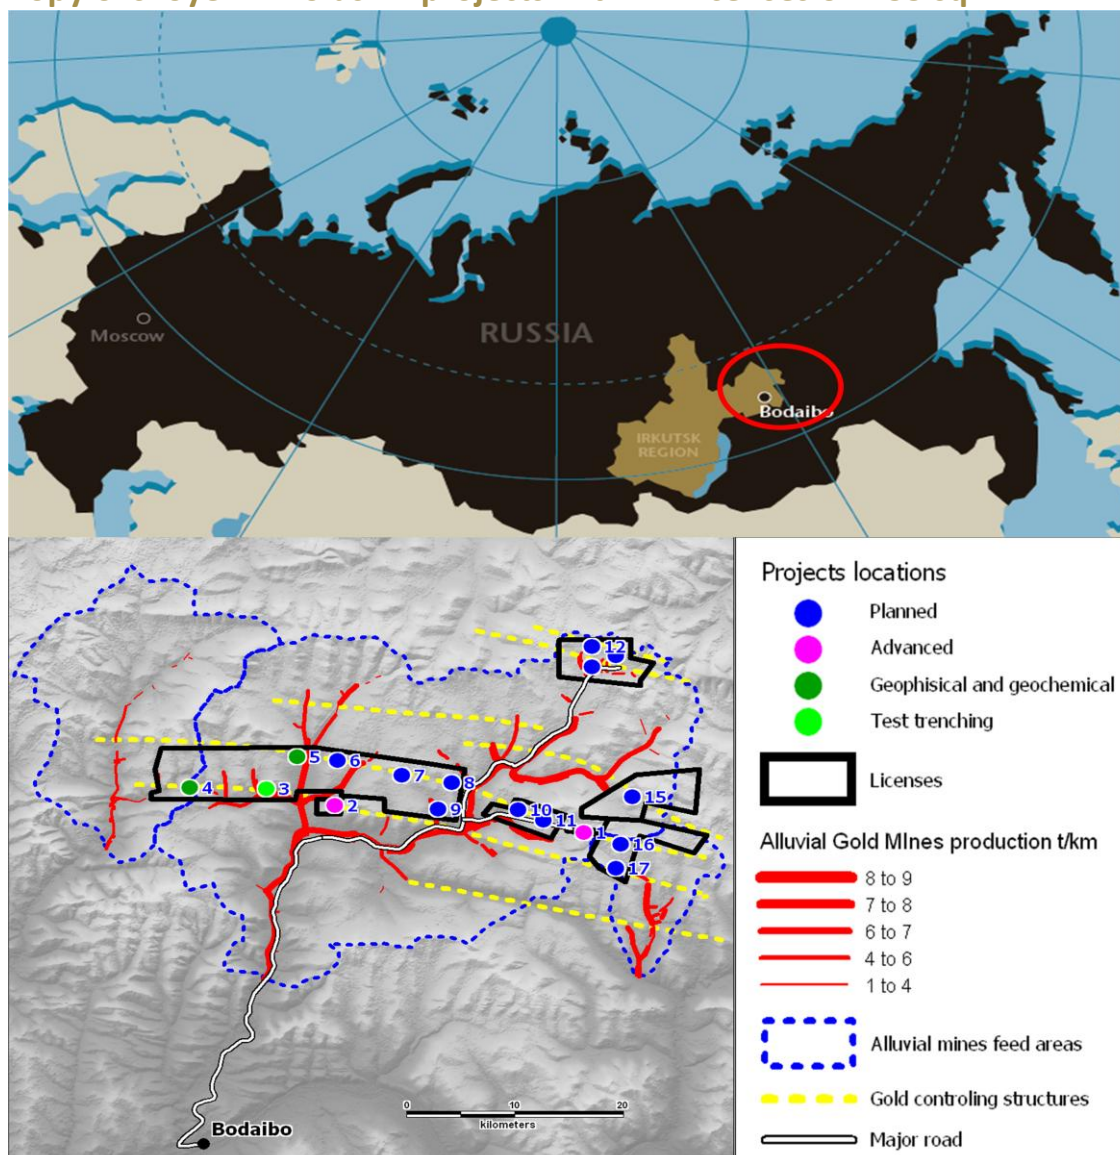 Moscow
RUSSIA
Bodaibo
IRKUTSK
REGION
12
5
6
7
8
4
3
2
9
10
11
1
15
16
17
0
10
20
kilometers
Bodaibo
Projects locations
Planned
Advanced
Geophisical and geochemical
Test trenching
Licenses
Alluvial Gold MInes production t/km
8 to 9
7 to 8
6 to 7
4 to 6
1 to 4
Alluvial mines feed areas
Gold controling structures
Major road